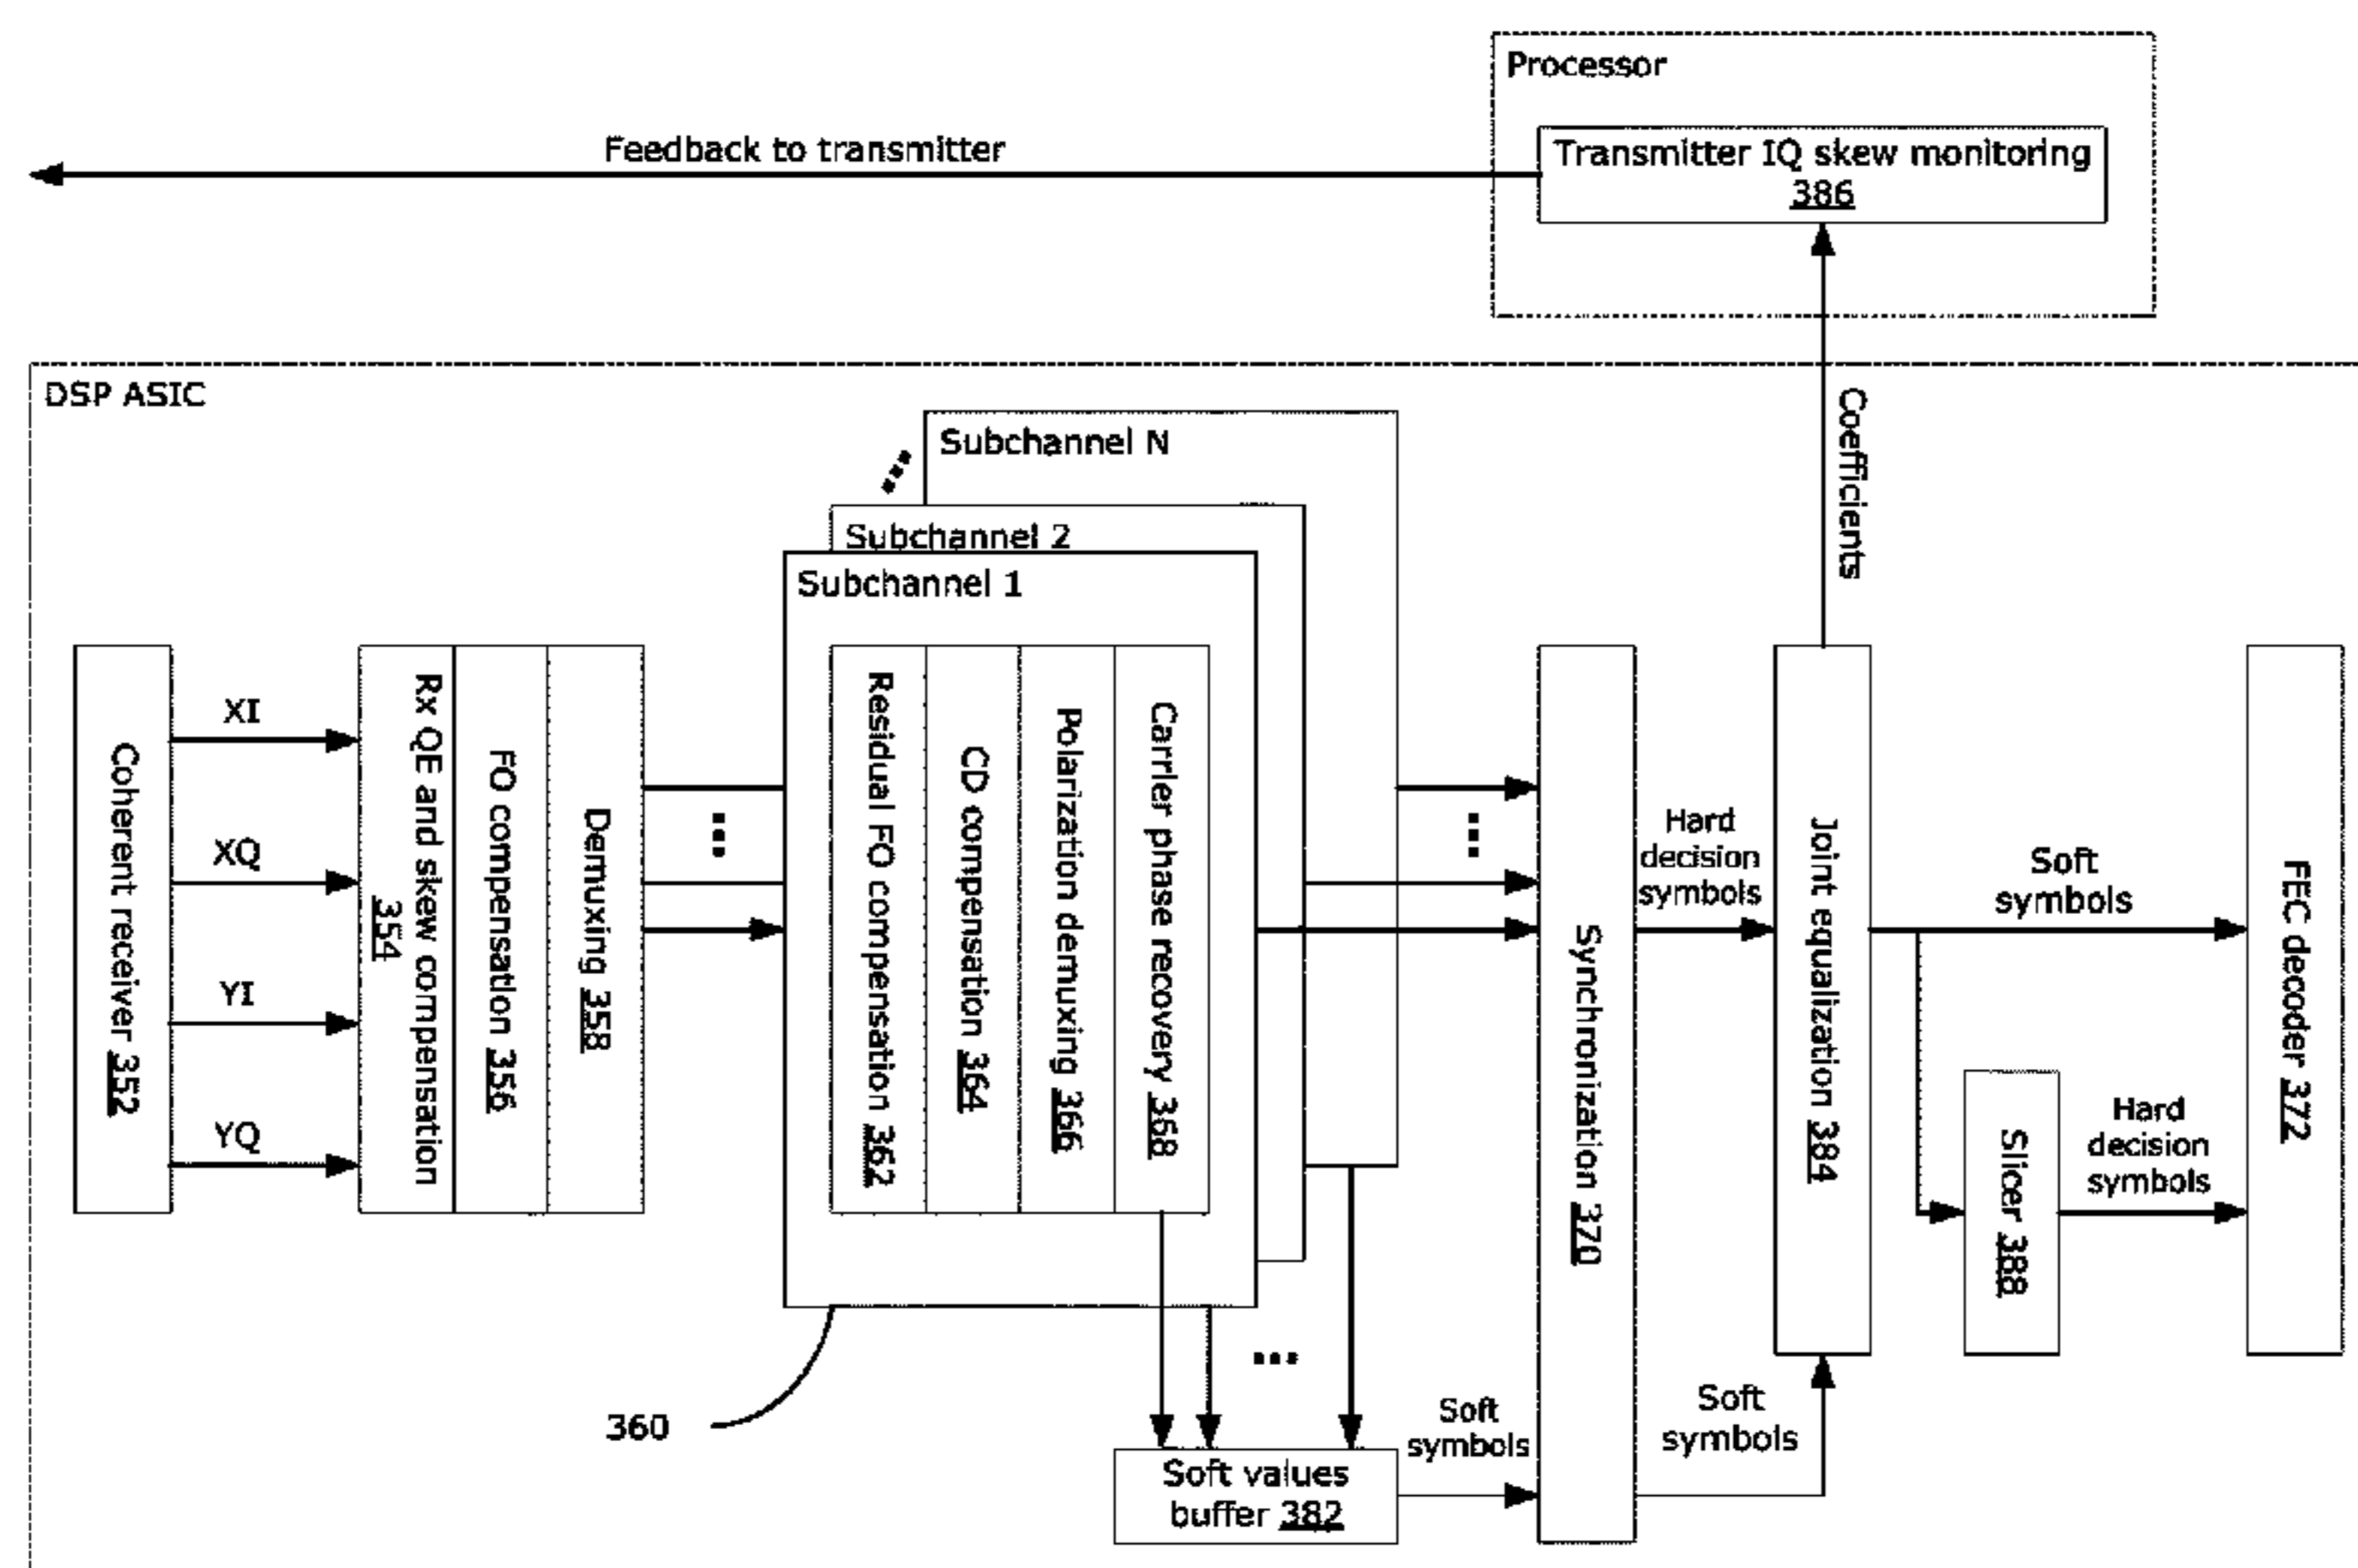 Processor
Transmitter IQ skew monitoring
386
Feedback to transmitter
DSP ASIC
Coefficients
Subchannel N
Subchannel 2
Subchannel 1
Coherent receiver 352
XI
XQ
YI
YQ
Rx QE and skew compensation
354
FO compensation 356
Demuxing 358
Residual FO compensation 362
CD compensation 364
Polarization demuxing 366
Carrier phase recovery 368
360
Soft values
buffer 382
Soft
symbols
Synchronization 370
Hard
decision
symbols
Soft
symbols
Joint equalization 384
Soft
symbols
Slicer 388
Hard
decision
symbols
FEC decoder 372